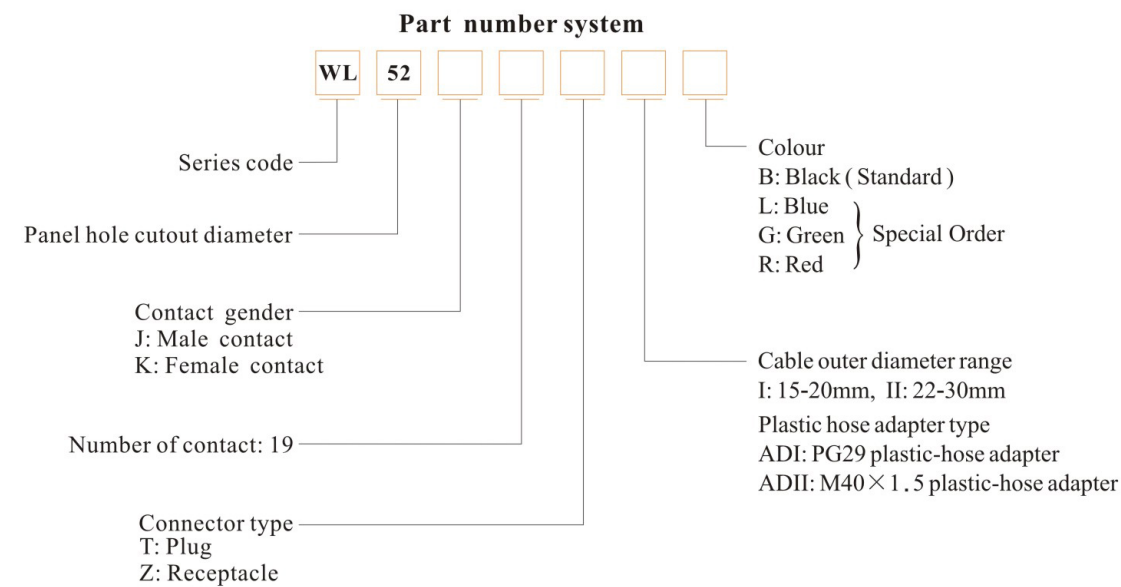 Part number system
WL 52
Series code
Panel hole cutout diameter
Contact gender
J: Male contact
K: Female contact
Number of contact: 19
Connector type
T: Plug
Z: Receptacle
Colour
B: Black ( Standard )
L: Blue
G: Green
R: Red
Special Order
Cable outer diameter range
I: 15-20mm, II: 22-30mm
Plastic hose adapter type
ADI: PG29 plastic-hose adapter
ADII: M40×1.5 plastic-hose adapter